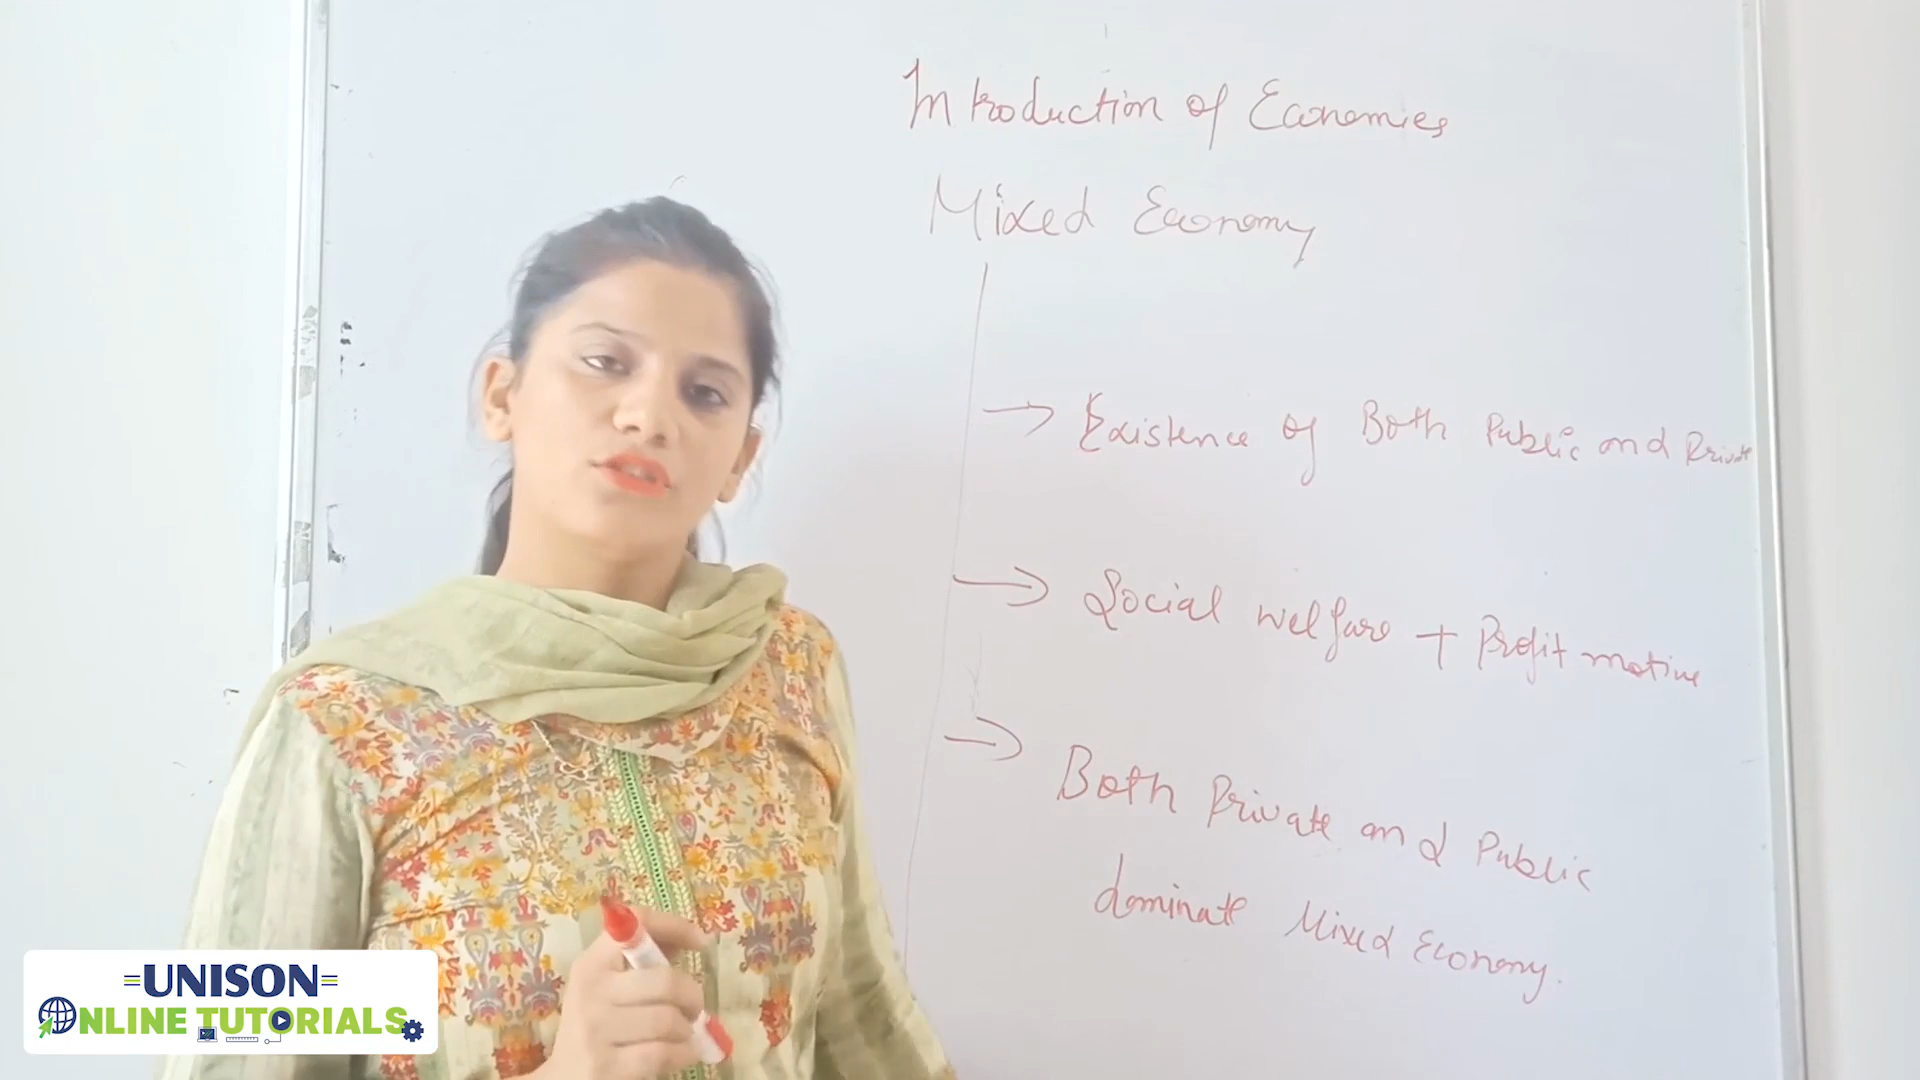 Introduction of Economics
Mixed Economy
→ Existence of Both Public and Private
→ Social welfare + Profit motive
→ Both Private and Public
dominate Mixed Economy.
UNISON
ONLINE TUTORIALS